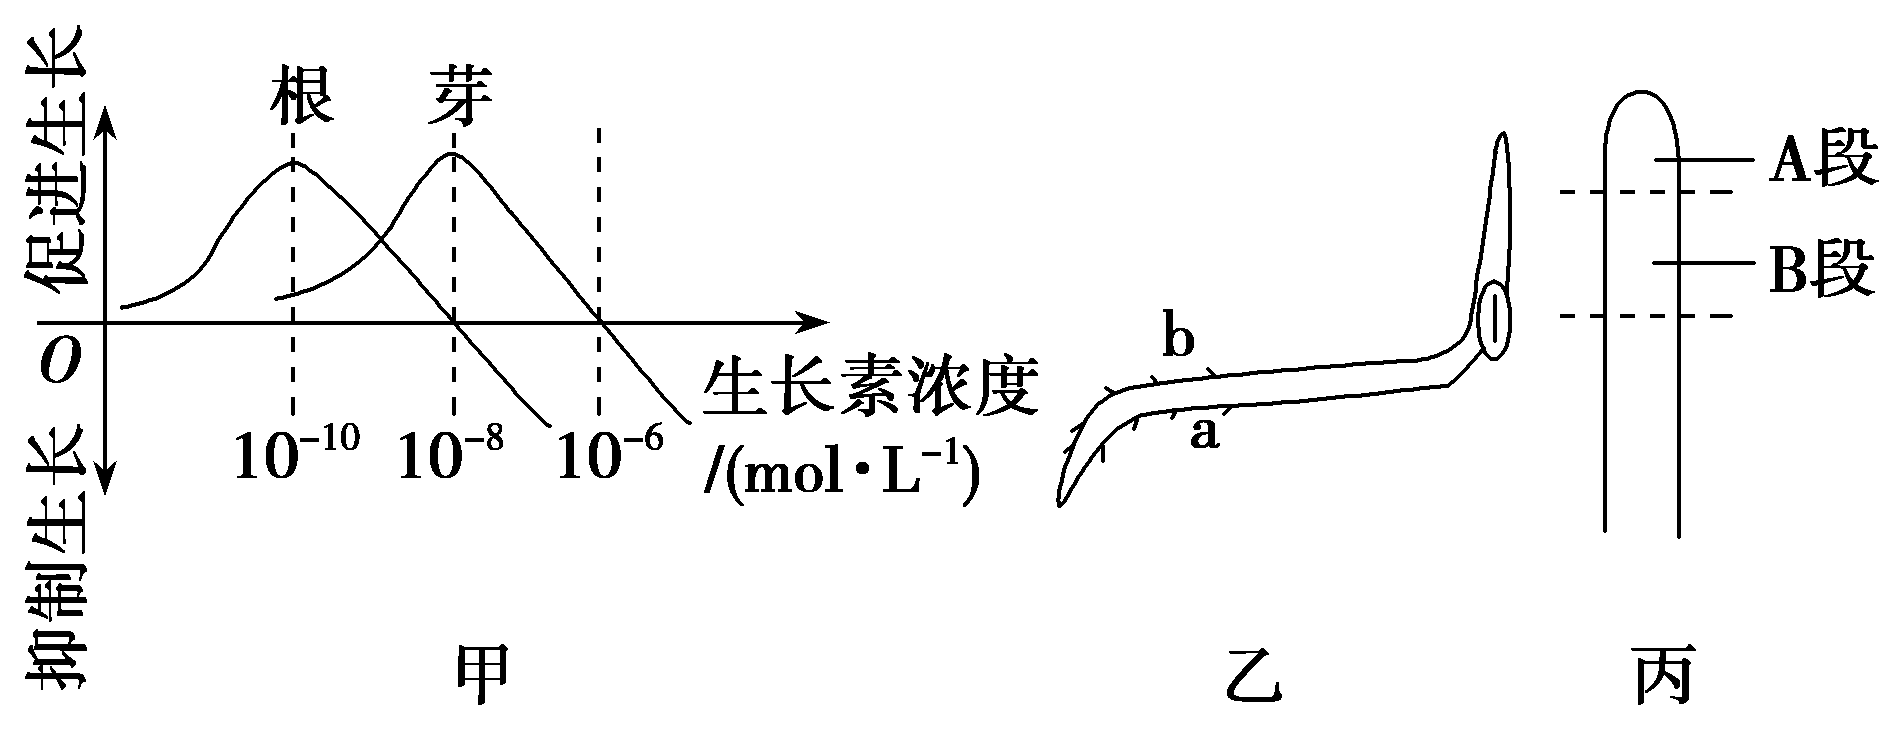 促进生长
抑制生长
根
芽
O
10⁻¹⁰
10⁻⁸
10⁻⁶
生长素浓度
/(mol·L⁻¹)
甲
b
a
乙
A段
B段
丙